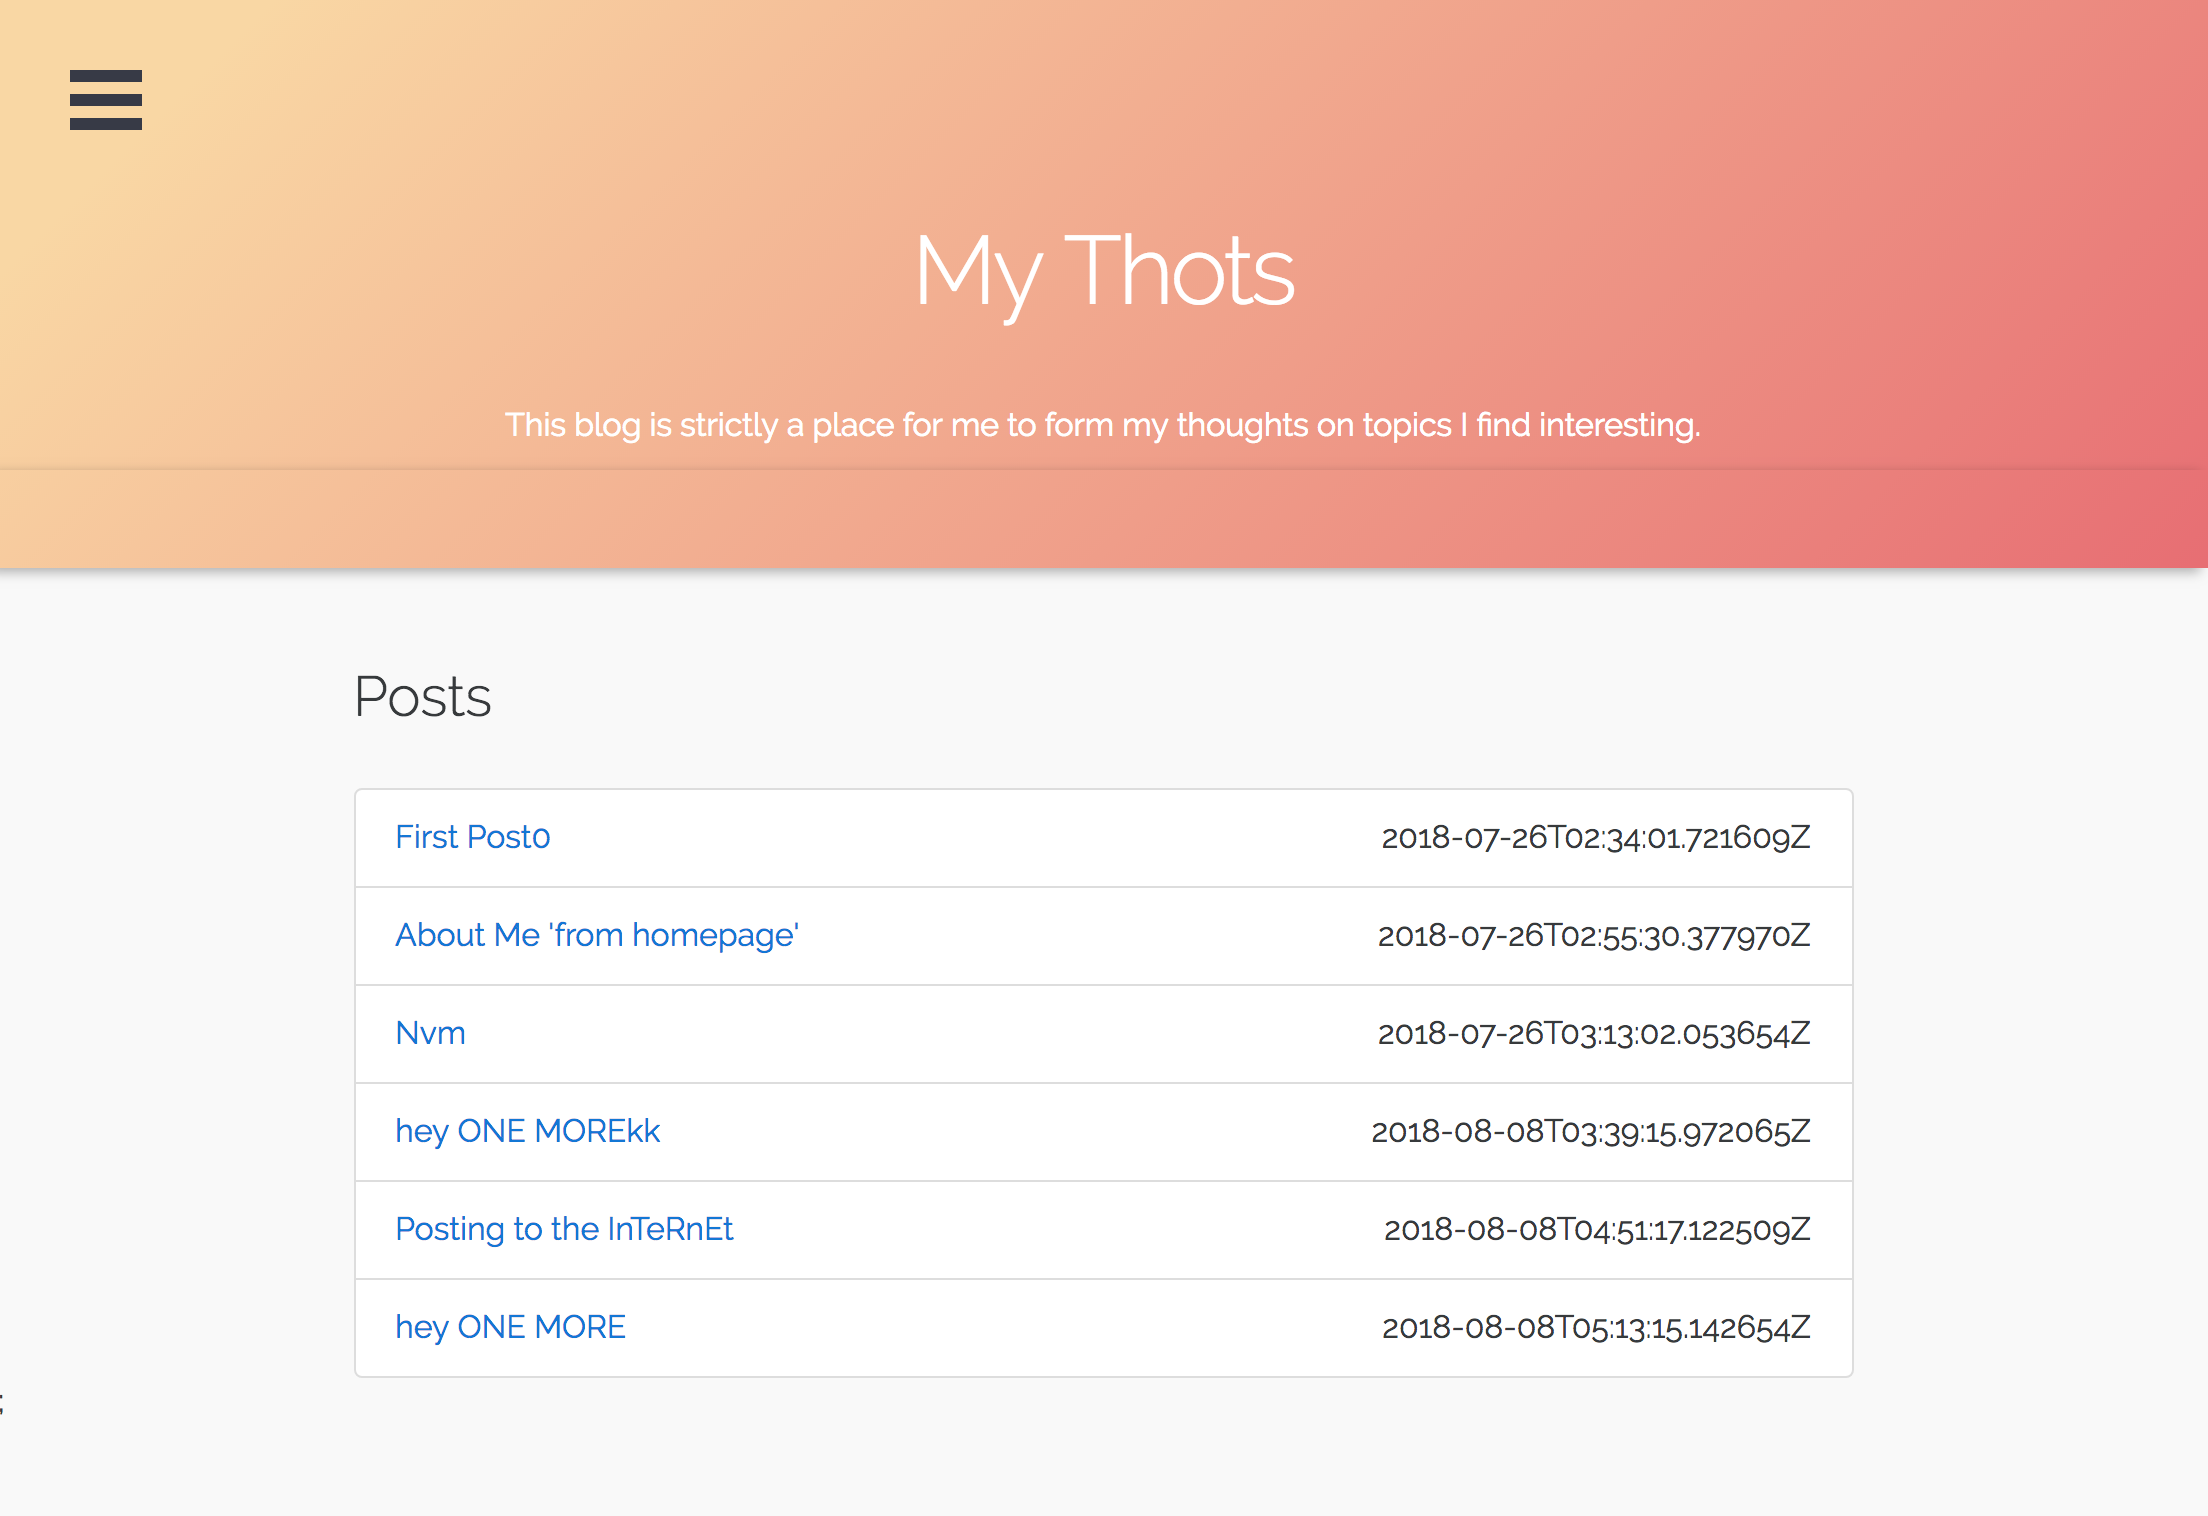 My Thots
This blog is strictly a place for me to form my thoughts on topics I find interesting.
Posts
First Post0 2018-07-26T02:34:01.721609Z
About Me 'from homepage' 2018-07-26T02:55:30.377970Z
Nvm 2018-07-26T03:13:02.053654Z
hey ONE MOREkk 2018-08-08T03:39:15.972065Z
Posting to the InTeRnEt 2018-08-08T04:51:17.122509Z
hey ONE MORE 2018-08-08T05:13:15.142654Z
;